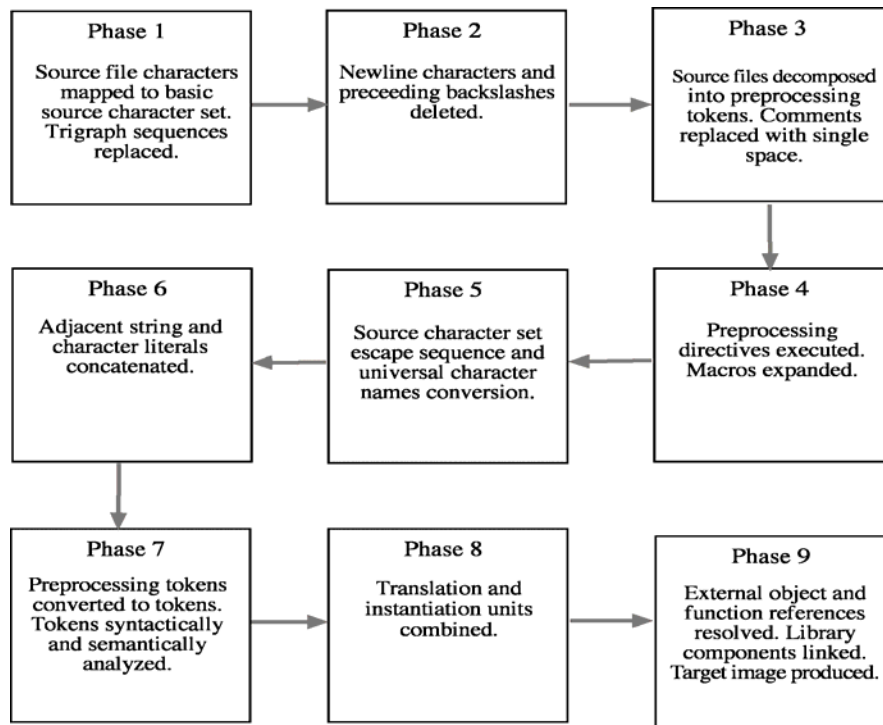 Phase 1
Source file characters
mapped to basic
source character set.
Trigraph sequences
replaced.
Phase 2
Newline characters and
preceeding backslashes
deleted.
Phase 3
Source files decomposed
into preprocessing
tokens. Comments
replaced with single
space.
Phase 4
Preprocessing
directives executed.
Macros expanded.
Phase 5
Source character set
escape sequence and
universal character
names conversion.
Phase 6
Adjacent string and
character literals
concatenated.
Phase 7
Preprocessing tokens
converted to tokens.
Tokens syntactically
and semantically
analyzed.
Phase 8
Translation and
instantiation units
combined.
Phase 9
External object and
function references
resolved. Library
components linked.
Target image produced.